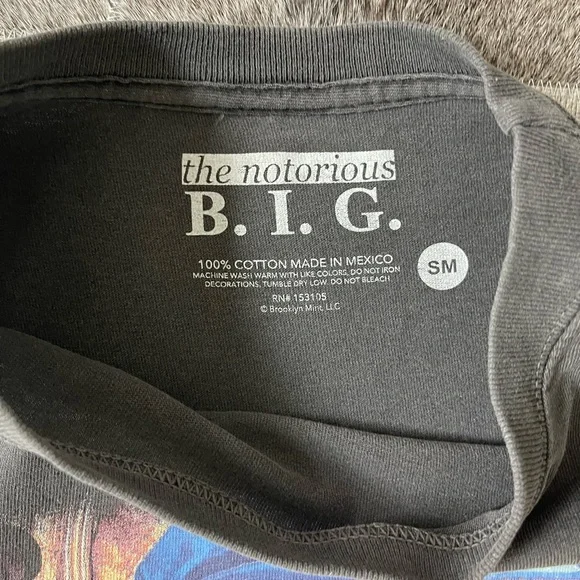 the notorious
B. I. G.
100% COTTON MADE IN MEXICO
MACHINE WASH WARM WITH LIKE COLORS, DO NOT IRON
DECORATIONS, TUMBLE DRY LOW. DO NOT BLEACH
RN# 153105
© Brooklyn Mint, LLC
SM